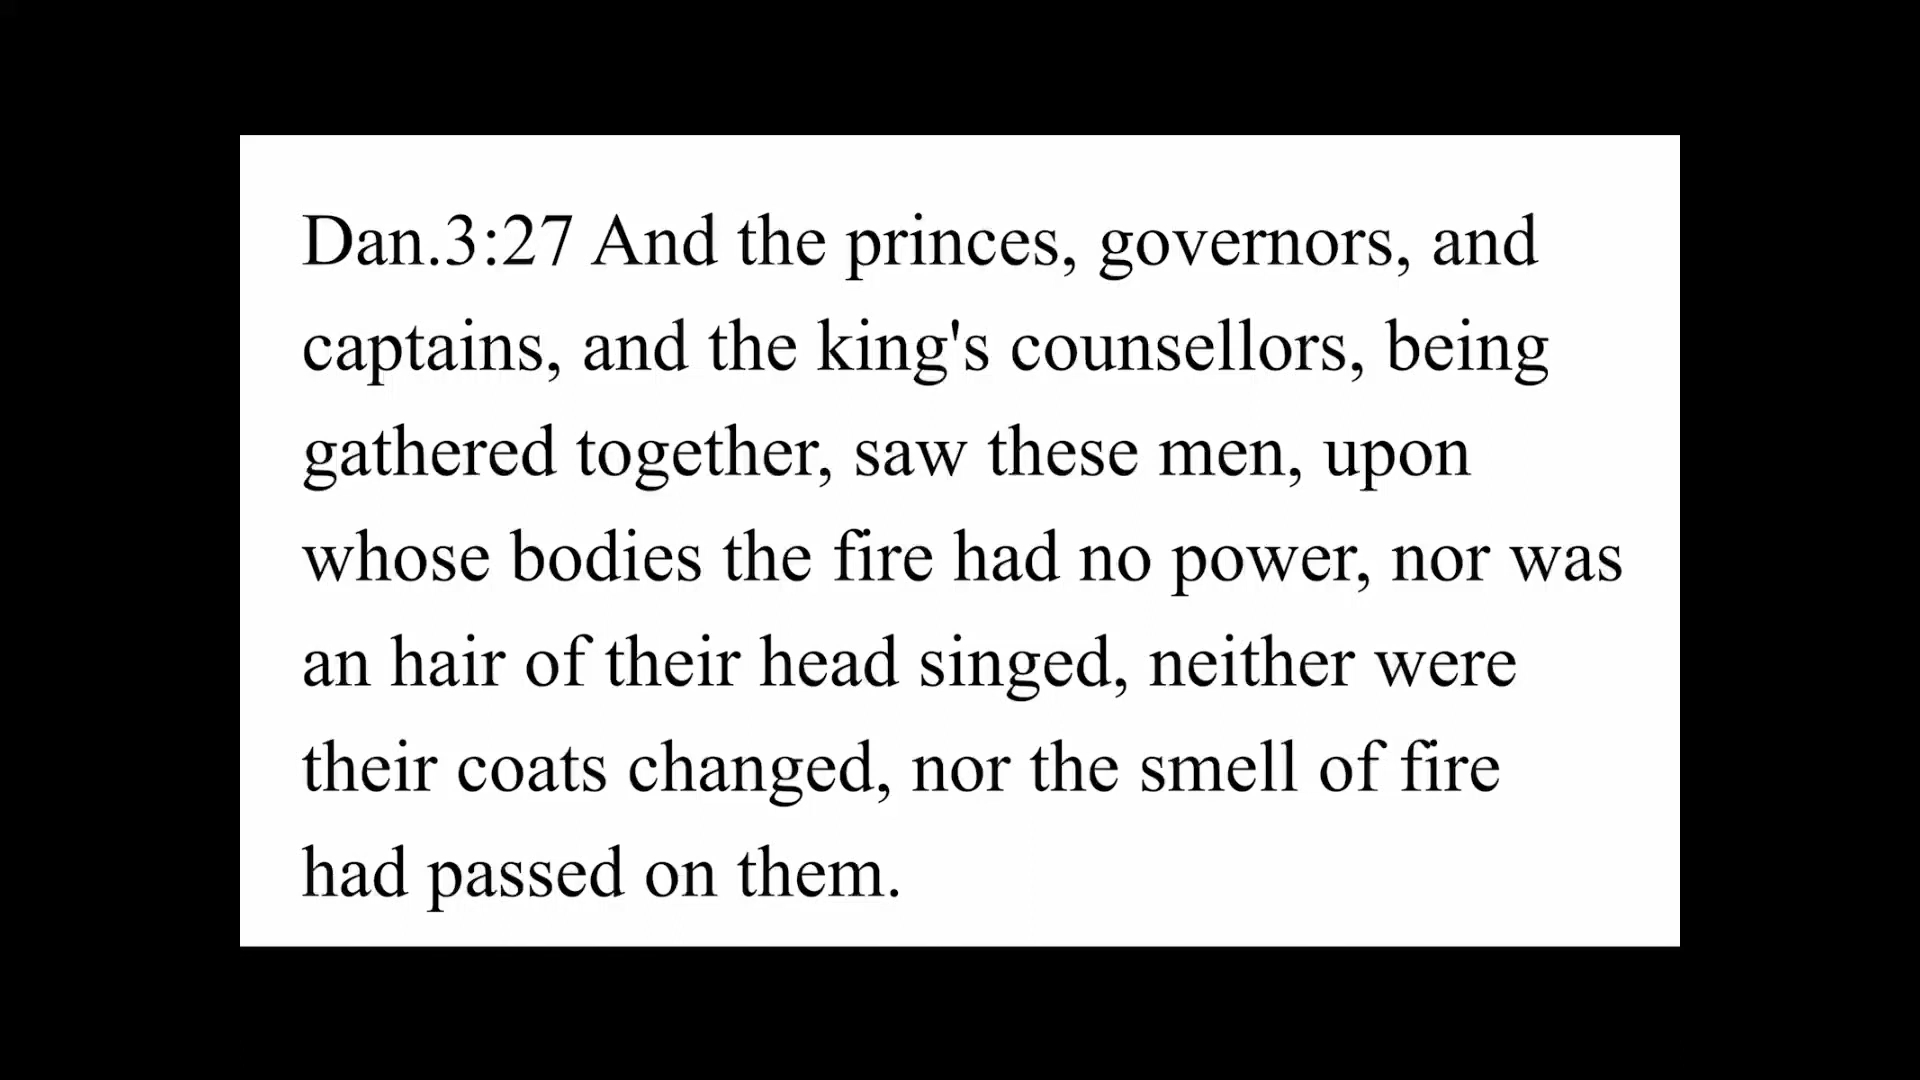 Dan.3:27 And the princes, governors, and
captains, and the king's counsellors, being
gathered together, saw these men, upon
whose bodies the fire had no power, nor was
an hair of their head singed, neither were
their coats changed, nor the smell of fire
had passed on them.